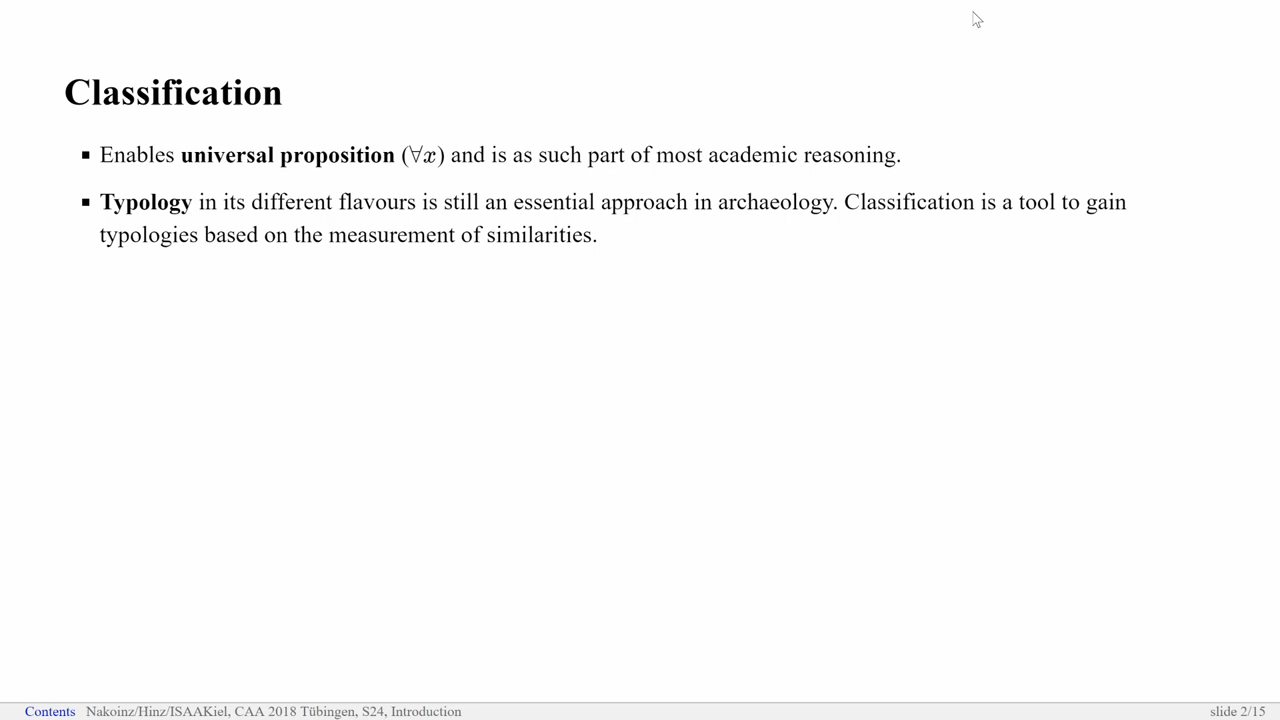 Classification
▪ Enables universal proposition (∀x) and is as such part of most academic reasoning.
▪ Typology in its different flavours is still an essential approach in archaeology. Classification is a tool to gain
typologies based on the measurement of similarities.
Contents Nakoinz/Hinz/ISAAKiel, CAA 2018 Tübingen, S24, Introduction slide 2/15